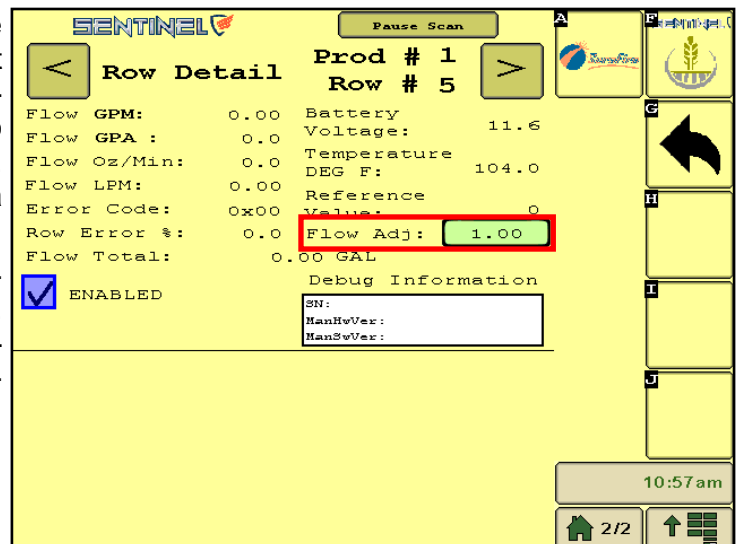 SENTINEL
Pause Scan
< Row Detail Prod # 1 >
Row # 5
Flow GPM: 0.00
Flow GPA : 0.0
Flow Oz/Min: 0.0
Flow LPM: 0.00
Error Code: 0x00
Row Error %: 0.0
Flow Total: 0.00 GAL
ENABLED
Battery
Voltage: 11.6
Temperature
DEG F: 104.0
Reference
Value: 0
Flow Adj: 1.00
Debug Information
SN:
ManHwVer:
ManSwVer:
A
SureFire
F
SENTINEL
G
H
I
J
10:57am
2/2